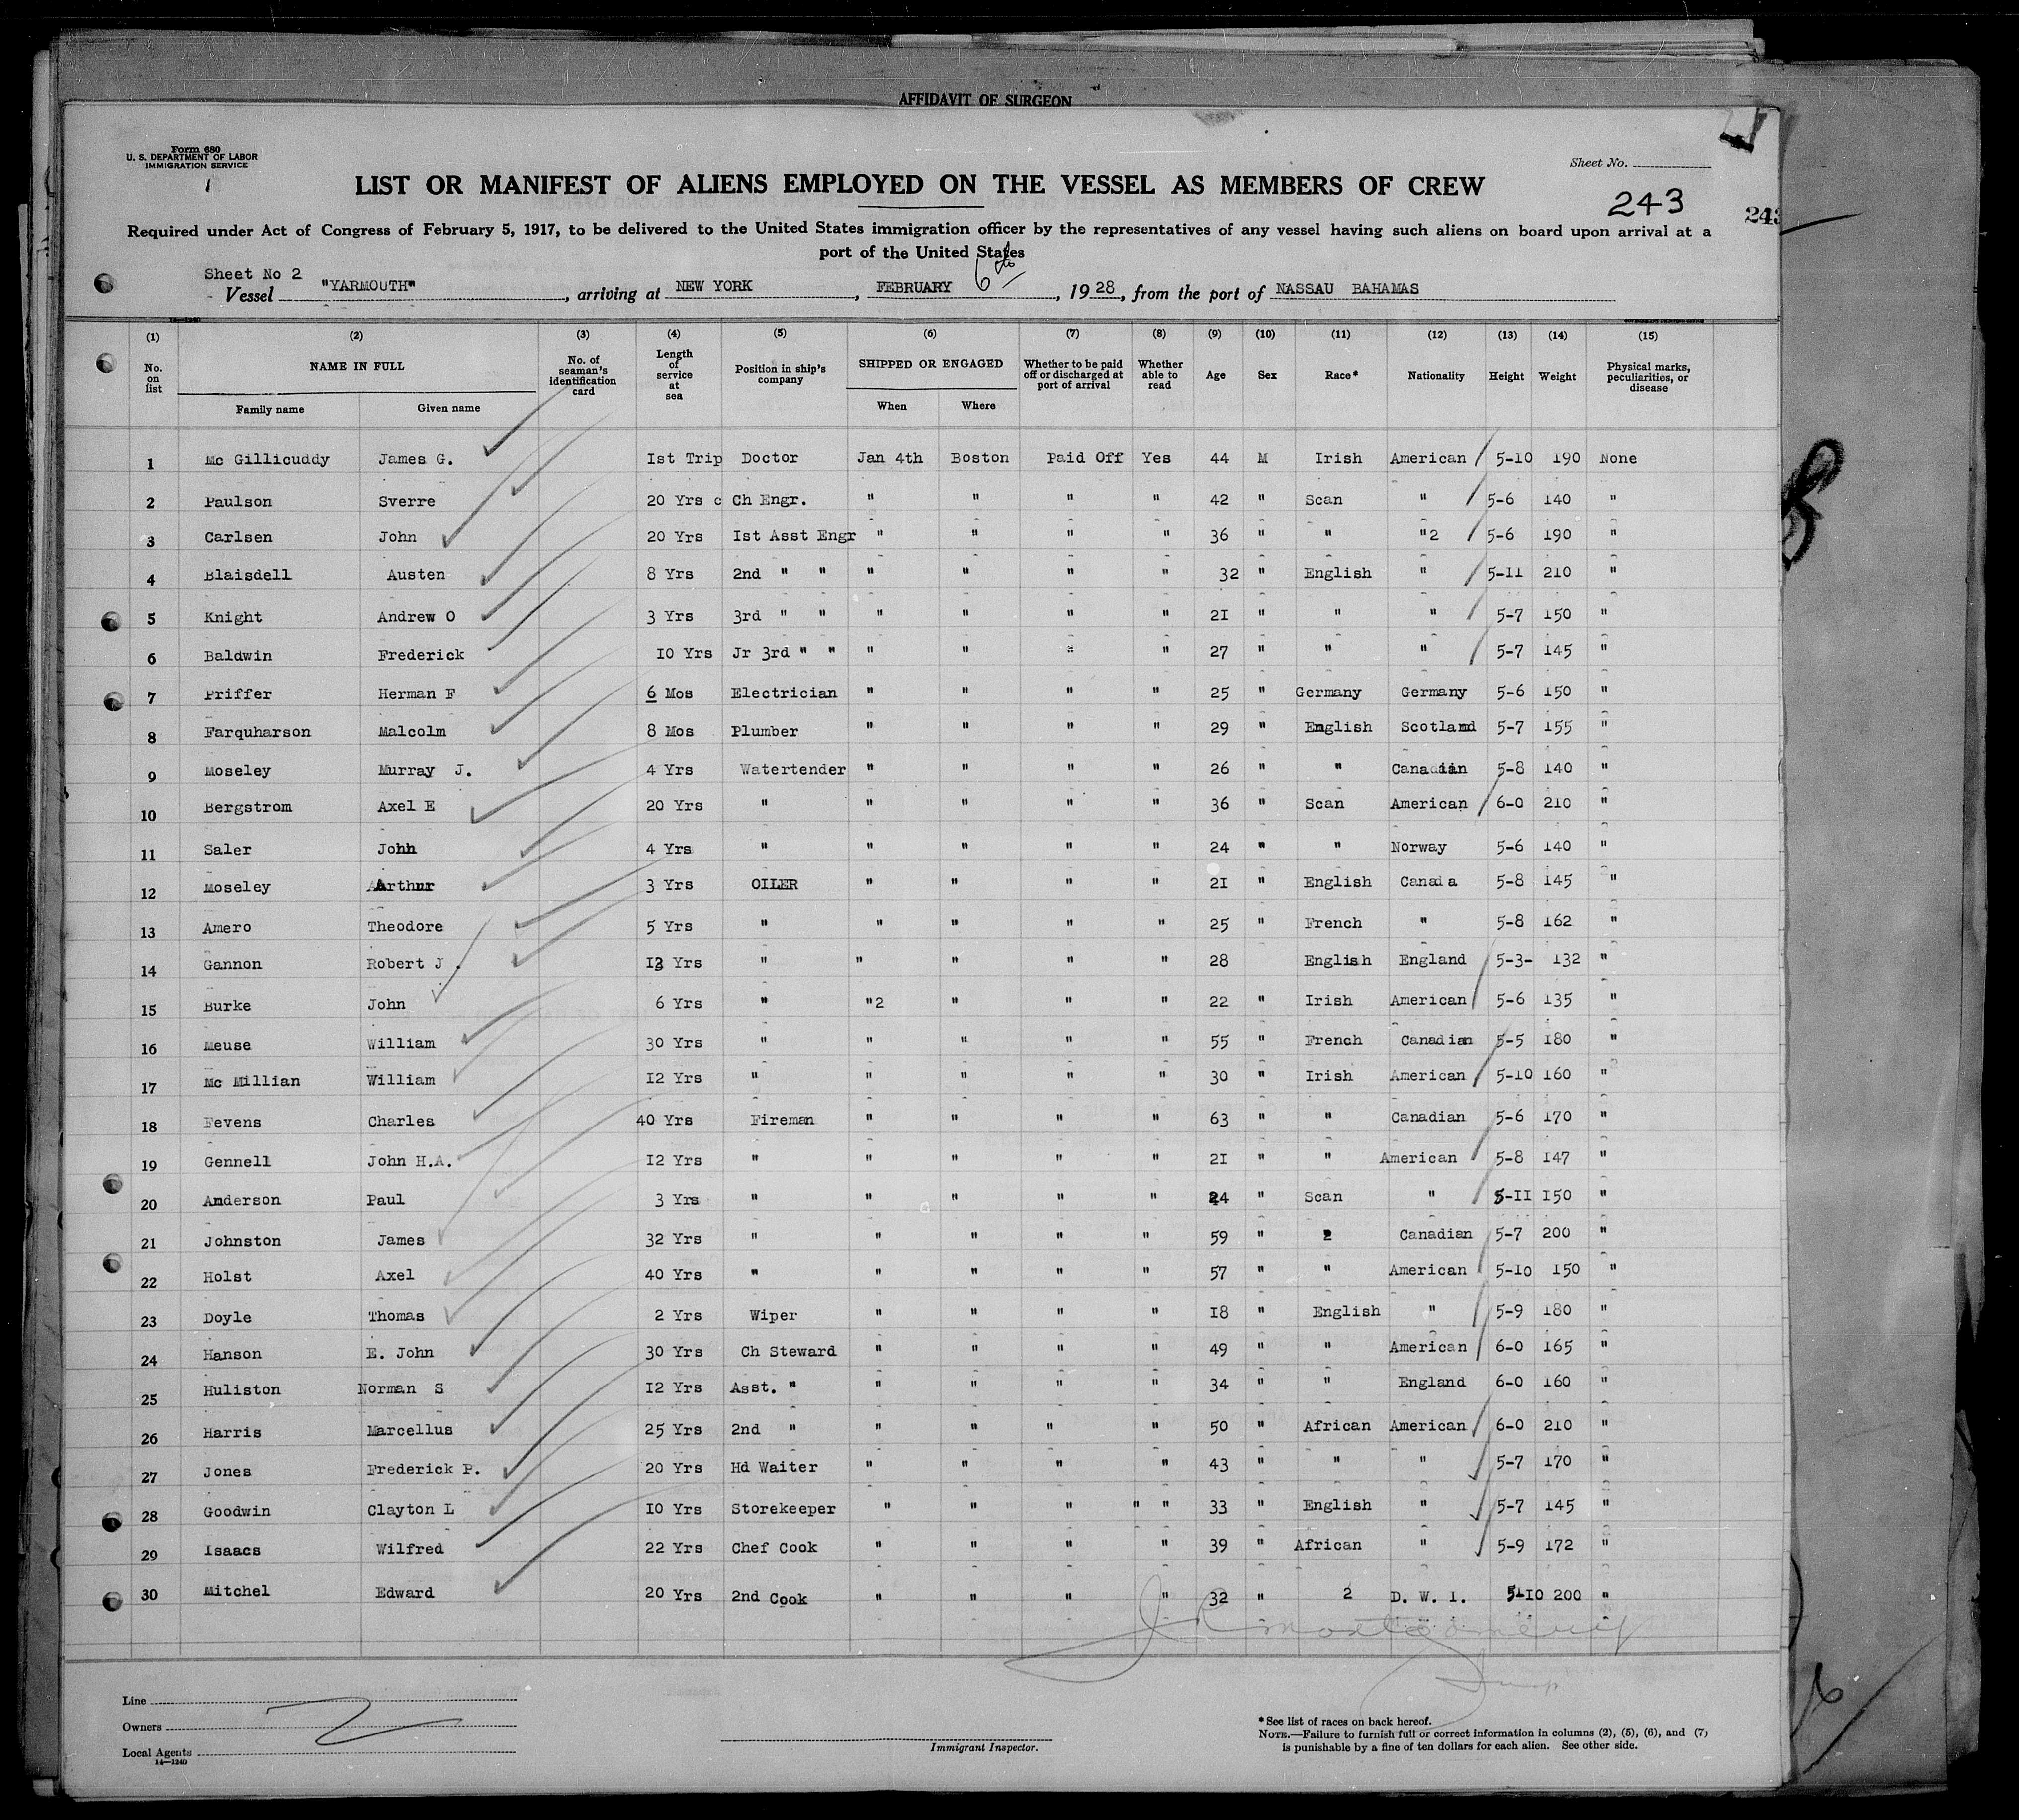 AFFIDAVIT OF SURGEON
Form 680
U. S. DEPARTMENT OF LABOR
IMMIGRATION SERVICE
1
Sheet No.
LIST OR MANIFEST OF ALIENS EMPLOYED ON THE VESSEL AS MEMBERS OF CREW
243
243
Required under Act of Congress of February 5, 1917, to be delivered to the United States immigration officer by the representatives of any vessel having such aliens on board upon arrival at a
port of the United States
Sheet No 2
Vessel "YARMOUTH", arriving at NEW YORK, FEBRUARY 6th, 1928, from the port of NASSAU BAHAMAS
(1) (2) (3) (4) (5) (6) (7) (8) (9) (10) (11) (12) (13) (14) (15)
No. on list NAME IN FULL Family name Given name No. of seaman's identification card Length of service at sea Position in ship's company SHIPPED OR ENGAGED When Where Whether to be paid off or discharged at port of arrival Whether able to read Age Sex Race* Nationality Height Weight Physical marks, peculiarities, or disease
1 Mc Gillicuddy James G. Ist Trip Doctor Jan 4th Boston Paid Off Yes 44 M Irish American 5-10 190 None
2 Paulson Sverre 20 Yrs c Ch Engr. " " " " 42 " Scan " 5-6 140 "
3 Carlsen John 20 Yrs Ist Asst Engr " " " " 36 " " "2 5-6 190 "
4 Blaisdell Austen 8 Yrs 2nd " " " " " " 32 " English " 5-11 210 "
5 Knight Andrew O 3 Yrs 3rd " " " " " " 21 " " " 5-7 150 "
6 Baldwin Frederick 10 Yrs Jr 3rd " " " " " " 27 " " " 5-7 145 "
7 Priffer Herman F 6 Mos Electrician " " " " 25 " Germany Germany 5-6 150 "
8 Farquharson Malcolm 8 Mos Plumber " " " " 29 " English Scotland 5-7 155 "
9 Moseley Murray J. 4 Yrs Watertender " " " " 26 " " Canadian 5-8 140 "
10 Bergstrom Axel E 20 Yrs " " " " " 36 " Scan American 6-0 210 "
11 Saler John 4 Yrs " " " " " 24 " " Norway 5-6 140 "
12 Moseley Arthur 3 Yrs OILER " " " " 21 " English Canada 5-8 145 "
13 Amero Theodore 5 Yrs " " " " " 25 " French " 5-8 162 "
14 Gannon Robert J. Yrs " " " " " 28 English England 5-3- 132 "
15 Burke John 6 Yrs " "2 " " " 22 " Irish American 5-6 135 "
16 Meuse William 30 Yrs " " " " " 55 " French Canadian 5-5 180 "
17 Mc Millian William 12 Yrs " " " " " 30 " Irish American 5-10 160 "
18 Fevens Charles 40 Yrs Fireman " " " " 63 " " Canadian 5-6 170 "
19 Gennell John H.A. 12 Yrs " " " " " 21 " " American 5-8 147 "
20 Anderson Paul 3 Yrs " " " " " 24 " Scan " 5-11 150 "
21 Johnston James 32 Yrs " " " " " 59 " 2 Canadian 5-7 200 "
22 Holst Axel 40 Yrs " " " " " 57 " " American 5-10 150 "
23 Doyle Thomas 2 Yrs Wiper " " " " 18 " English " 5-9 180 "
24 Hanson E. John 30 Yrs Ch Steward " " " " 49 " " American 6-0 165 "
25 Huliston Norman S 12 Yrs Asst. " " " " " 34 " " England 6-0 160 "
26 Harris Marcellus 25 Yrs 2nd " " " " " 50 " African American 6-0 210 "
27 Jones Frederick P. 20 Yrs Hd Waiter " " " " 43 " " " 5-7 170 "
28 Goodwin Clayton L 10 Yrs Storekeeper " " " " " 33 " English " 5-7 145 "
29 Isaacs Wilfred 22 Yrs Chef Cook " " " " 39 " African " 5-9 172 "
30 Mitchel Edward 20 Yrs 2nd Cook " " " " 32 " 2 D. W. I. 5-10 200 "
J R Montgomery
Line
Owners
Local Agents
14—1240
Immigrant Inspector.
*See list of races on back hereof.
NOTE.—Failure to furnish full or correct information in columns (2), (5), (6), and (7)
is punishable by a fine of ten dollars for each alien. See other side.